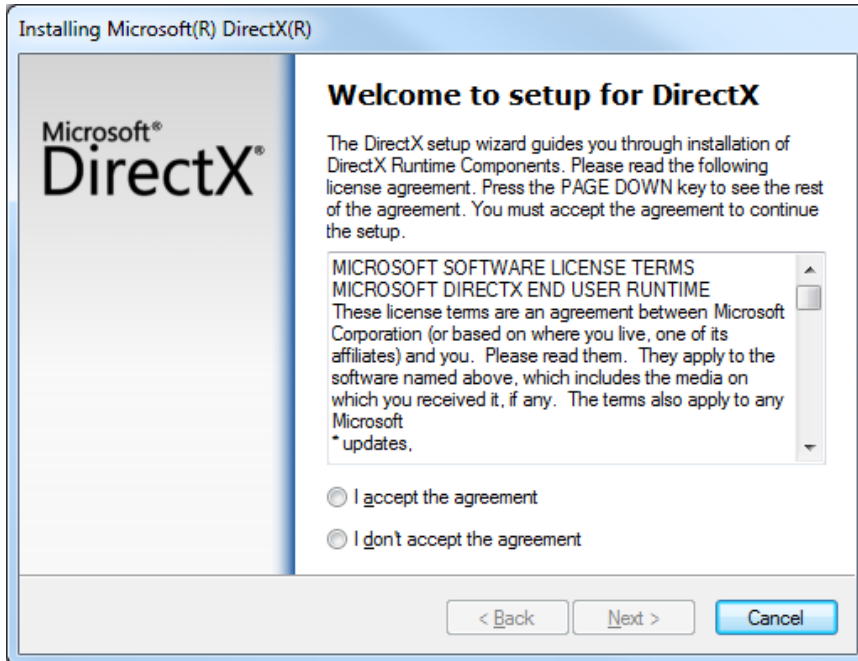 Installing Microsoft(R) DirectX(R)
Microsoft®
DirectX®
Welcome to setup for DirectX
The DirectX setup wizard guides you through installation of
DirectX Runtime Components. Please read the following
license agreement. Press the PAGE DOWN key to see the rest
of the agreement. You must accept the agreement to continue
the setup.
MICROSOFT SOFTWARE LICENSE TERMS
MICROSOFT DIRECTX END USER RUNTIME
These license terms are an agreement between Microsoft
Corporation (or based on where you live, one of its
affiliates) and you.  Please read them.  They apply to the
software named above, which includes the media on
which you received it, if any.  The terms also apply to any
Microsoft
* updates,
I accept the agreement
I don't accept the agreement
< Back
Next >
Cancel